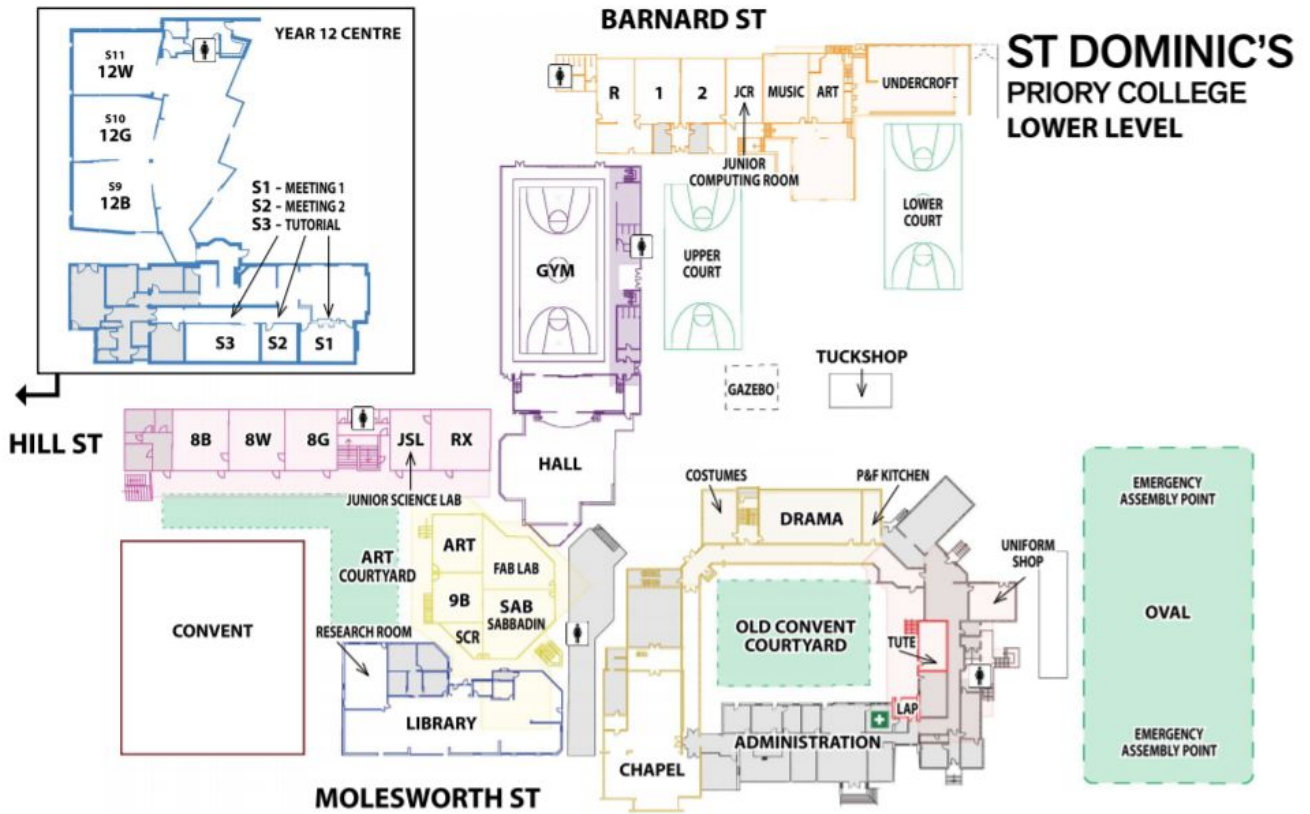 BARNARD ST
ST DOMINIC'S
PRIORY COLLEGE
LOWER LEVEL
YEAR 12 CENTRE
S11
12W
S10
12G
S9
12B
S1 - MEETING 1
S2 - MEETING 2
S3 - TUTORIAL
S3
S2
S1
R
1
2
JCR
MUSIC
ART
UNDERCROFT
JUNIOR
COMPUTING ROOM
GYM
UPPER
COURT
LOWER
COURT
TUCKSHOP
GAZEBO
HILL ST
8B
8W
8G
JSL
RX
JUNIOR SCIENCE LAB
HALL
COSTUMES
P&F KITCHEN
DRAMA
EMERGENCY
ASSEMBLY POINT
UNIFORM
SHOP
ART
COURTYARD
ART
FAB LAB
9B
SAB
SABBADIN
SCR
CONVENT
RESEARCH ROOM
LIBRARY
OLD CONVENT
COURTYARD
TUTE
OVAL
LAP
ADMINISTRATION
CHAPEL
EMERGENCY
ASSEMBLY POINT
MOLESWORTH ST